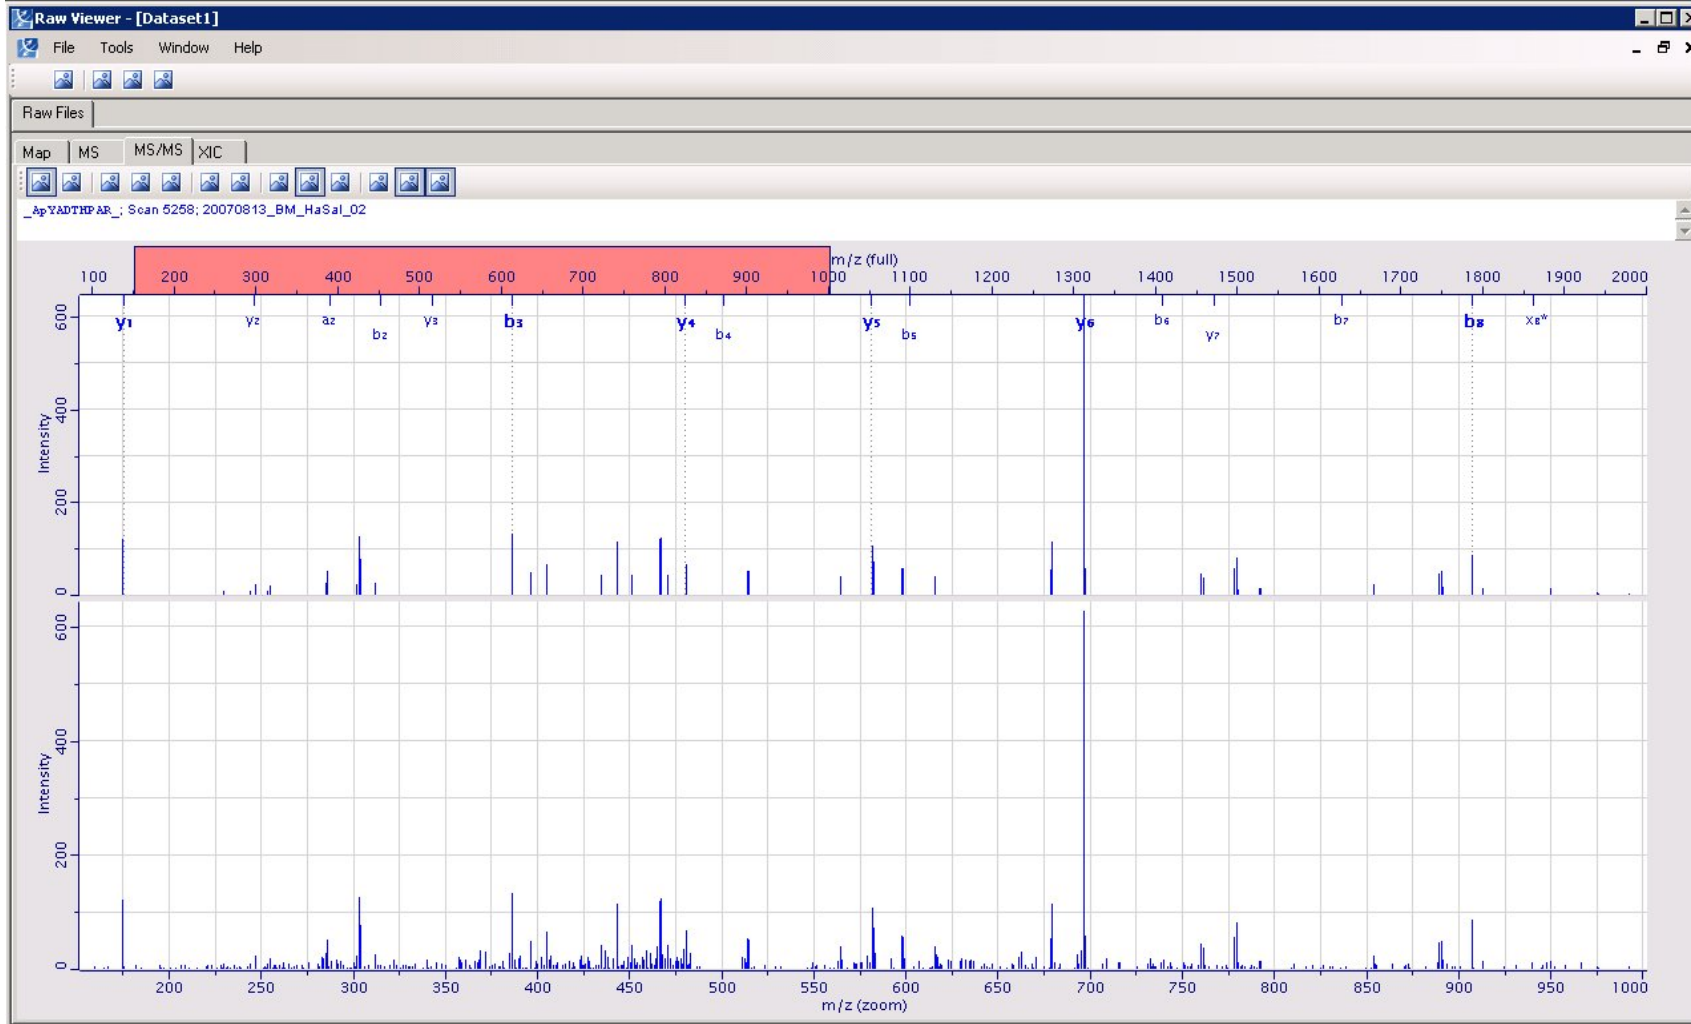 Raw Viewer - [Dataset1]
File Tools Window Help
Raw Files
Map MS MS/MS XIC
_ApYADTHPAR_; Scan 5258; 20070813_BM_HaSal_02
m/z (full)
100 200 300 400 500 600 700 800 900 1000 1100 1200 1300 1400 1500 1600 1700 1800 1900 2000
y1 y2 a2 b2 y3 b3 y4 b4 y5 b5 y6 b6 y7 b7 b8 x8*
600
400
200
0
Intensity
600
400
200
0
Intensity
200 250 300 350 400 450 500 550 600 650 700 750 800 850 900 950 1000
m/z (zoom)